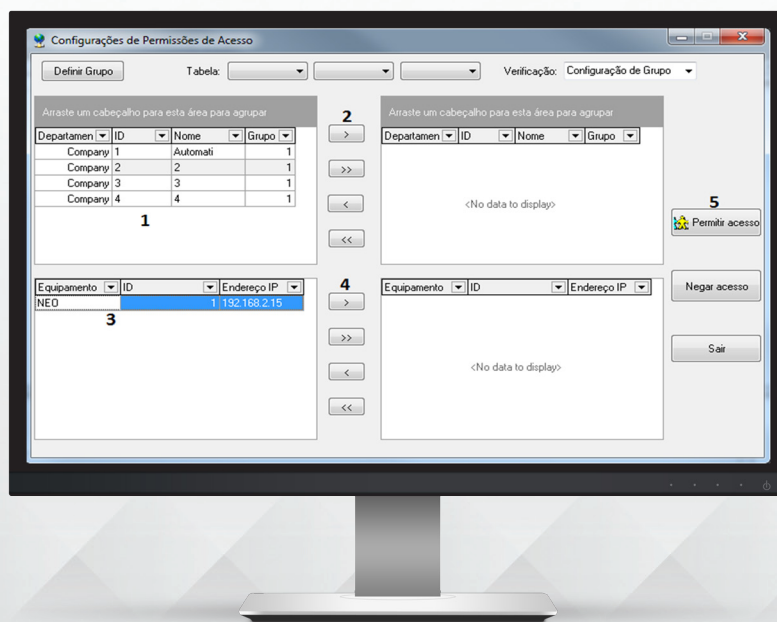 Configurações de Permissões de Acesso
Definir Grupo Tabela: Verificação: Configuração de Grupo
Arraste um cabeçalho para esta área para agrupar
Departamen ID Nome Grupo
Company 1 Automati 1
Company 2 2 1
Company 3 3 1
Company 4 4 1
1
2
>
>>
<
<<
Arraste um cabeçalho para esta área para agrupar
Departamen ID Nome Grupo
<No data to display>
Equipamento ID Endereço IP
NEO 1 192.168.2.15
3
4
>
>>
<
<<
Equipamento ID Endereço IP
<No data to display>
5
Permitir acesso
Negar acesso
Sair